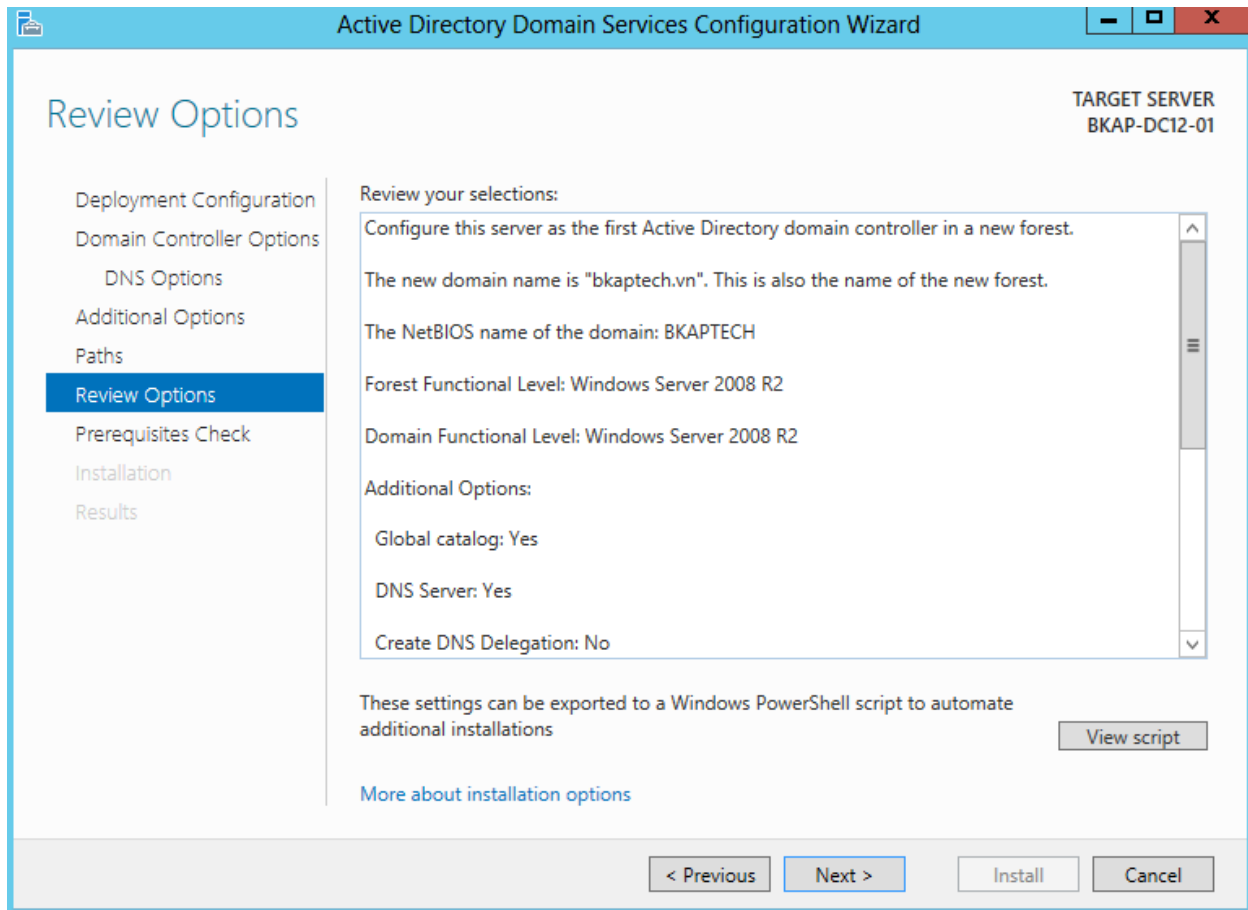 Active Directory Domain Services Configuration Wizard
Review Options
TARGET SERVER
BKAP-DC12-01
Deployment Configuration
Domain Controller Options
DNS Options
Additional Options
Paths
Review Options
Prerequisites Check
Installation
Results
Review your selections:
Configure this server as the first Active Directory domain controller in a new forest.
The new domain name is "bkaptech.vn". This is also the name of the new forest.
The NetBIOS name of the domain: BKAPTECH
Forest Functional Level: Windows Server 2008 R2
Domain Functional Level: Windows Server 2008 R2
Additional Options:
Global catalog: Yes
DNS Server: Yes
Create DNS Delegation: No
These settings can be exported to a Windows PowerShell script to automate
additional installations
View script
More about installation options
< Previous
Next >
Install
Cancel